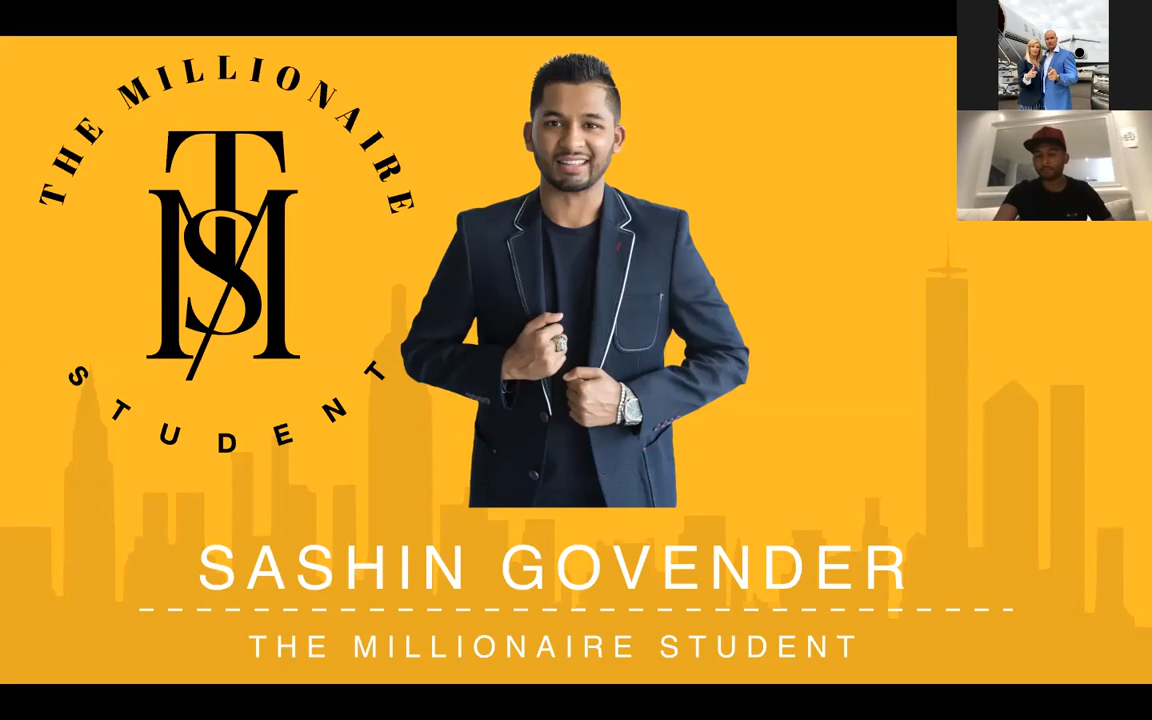 THE MILLIONAIRE
TSM
STUDENT
SASHIN GOVENDER
THE MILLIONAIRE STUDENT